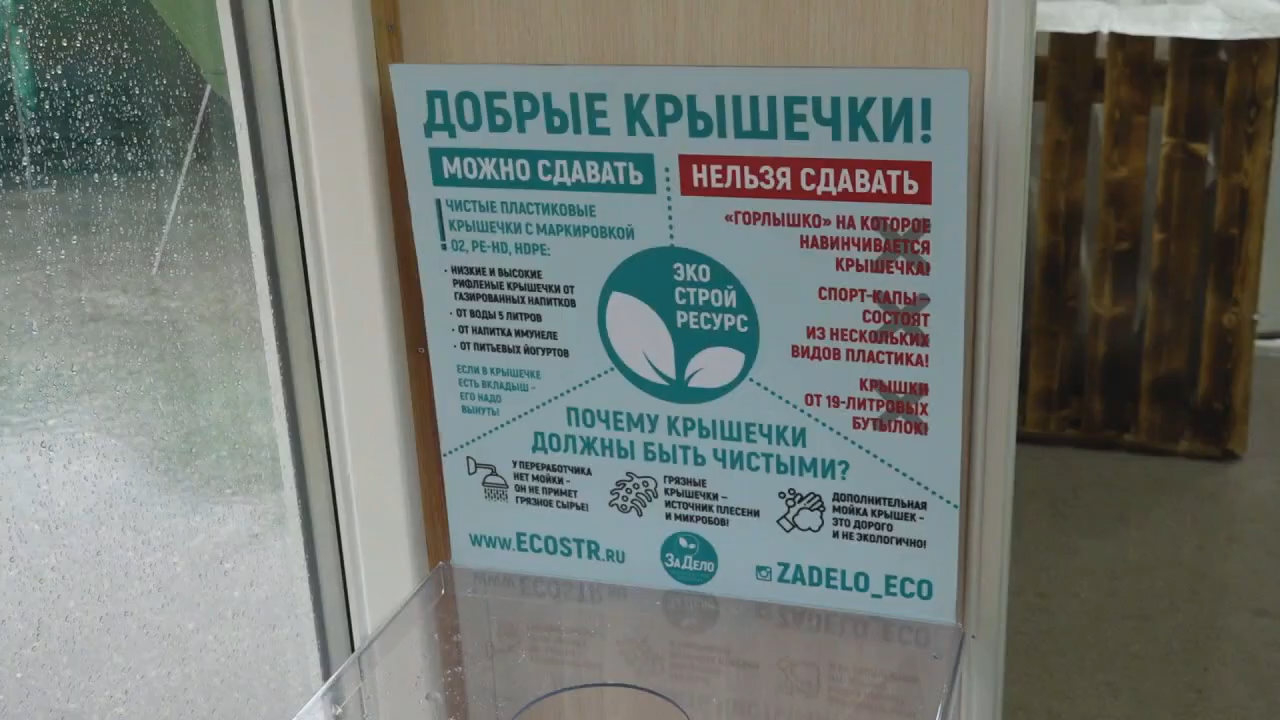 ДОБРЫЕ КРЫШЕЧКИ!
МОЖНО СДАВАТЬ
ЧИСТЫЕ ПЛАСТИКОВЫЕ
КРЫШЕЧКИ С МАРКИРОВКОЙ
02, PE-HD, HDPE:
· НИЗКИЕ И ВЫСОКИЕ
РИФЛЕНЫЕ КРЫШЕЧКИ ОТ
ГАЗИРОВАННЫХ НАПИТКОВ
· ОТ ВОДЫ 5 ЛИТРОВ
· ОТ НАПИТКА ИМУНЕЛЕ
· ОТ ПИТЬЕВЫХ ЙОГУРТОВ
ЕСЛИ В КРЫШЕЧКЕ
ЕСТЬ ВКЛАДЫШ –
ЕГО НАДО
ВЫНУТЬ!
НЕЛЬЗЯ СДАВАТЬ
«ГОРЛЫШКО» НА КОТОРОЕ
НАВИНЧИВАЕТСЯ
КРЫШЕЧКА!
СПОРТ-КАПЫ –
СОСТОЯТ
ИЗ НЕСКОЛЬКИХ
ВИДОВ ПЛАСТИКА!
КРЫШКИ
ОТ 19-ЛИТРОВЫХ
БУТЫЛОК!
ЭКО
СТРОЙ
РЕСУРС
ПОЧЕМУ КРЫШЕЧКИ
ДОЛЖНЫ БЫТЬ ЧИСТЫМИ?
У ПЕРЕРАБОТЧИКА
НЕТ МОЙКИ –
ОН НЕ ПРИМЕТ
ГРЯЗНОЕ СЫРЬЕ!
ГРЯЗНЫЕ
КРЫШЕЧКИ –
ИСТОЧНИК ПЛЕСЕНИ
И МИКРОБОВ!
ДОПОЛНИТЕЛЬНАЯ
МОЙКА КРЫШЕК –
ЭТО ДОРОГО
И НЕ ЭКОЛОГИЧНО!
WWW.ECOSTR.RU
ЗаДело
ZADELO_ECO